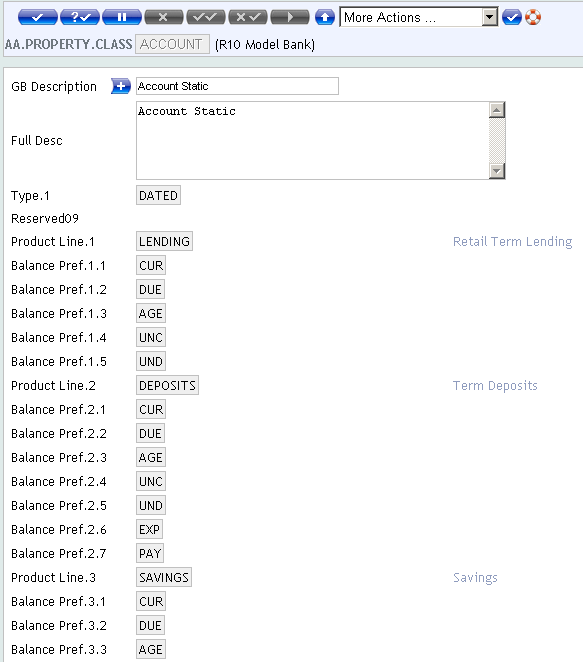 More Actions ...
AA.PROPERTY.CLASS ACCOUNT (R10 Model Bank)
GB Description Account Static
Full Desc Account Static
Type.1 DATED
Reserved09
Product Line.1 LENDING Retail Term Lending
Balance Pref.1.1 CUR
Balance Pref.1.2 DUE
Balance Pref.1.3 AGE
Balance Pref.1.4 UNC
Balance Pref.1.5 UND
Product Line.2 DEPOSITS Term Deposits
Balance Pref.2.1 CUR
Balance Pref.2.2 DUE
Balance Pref.2.3 AGE
Balance Pref.2.4 UNC
Balance Pref.2.5 UND
Balance Pref.2.6 EXP
Balance Pref.2.7 PAY
Product Line.3 SAVINGS Savings
Balance Pref.3.1 CUR
Balance Pref.3.2 DUE
Balance Pref.3.3 AGE